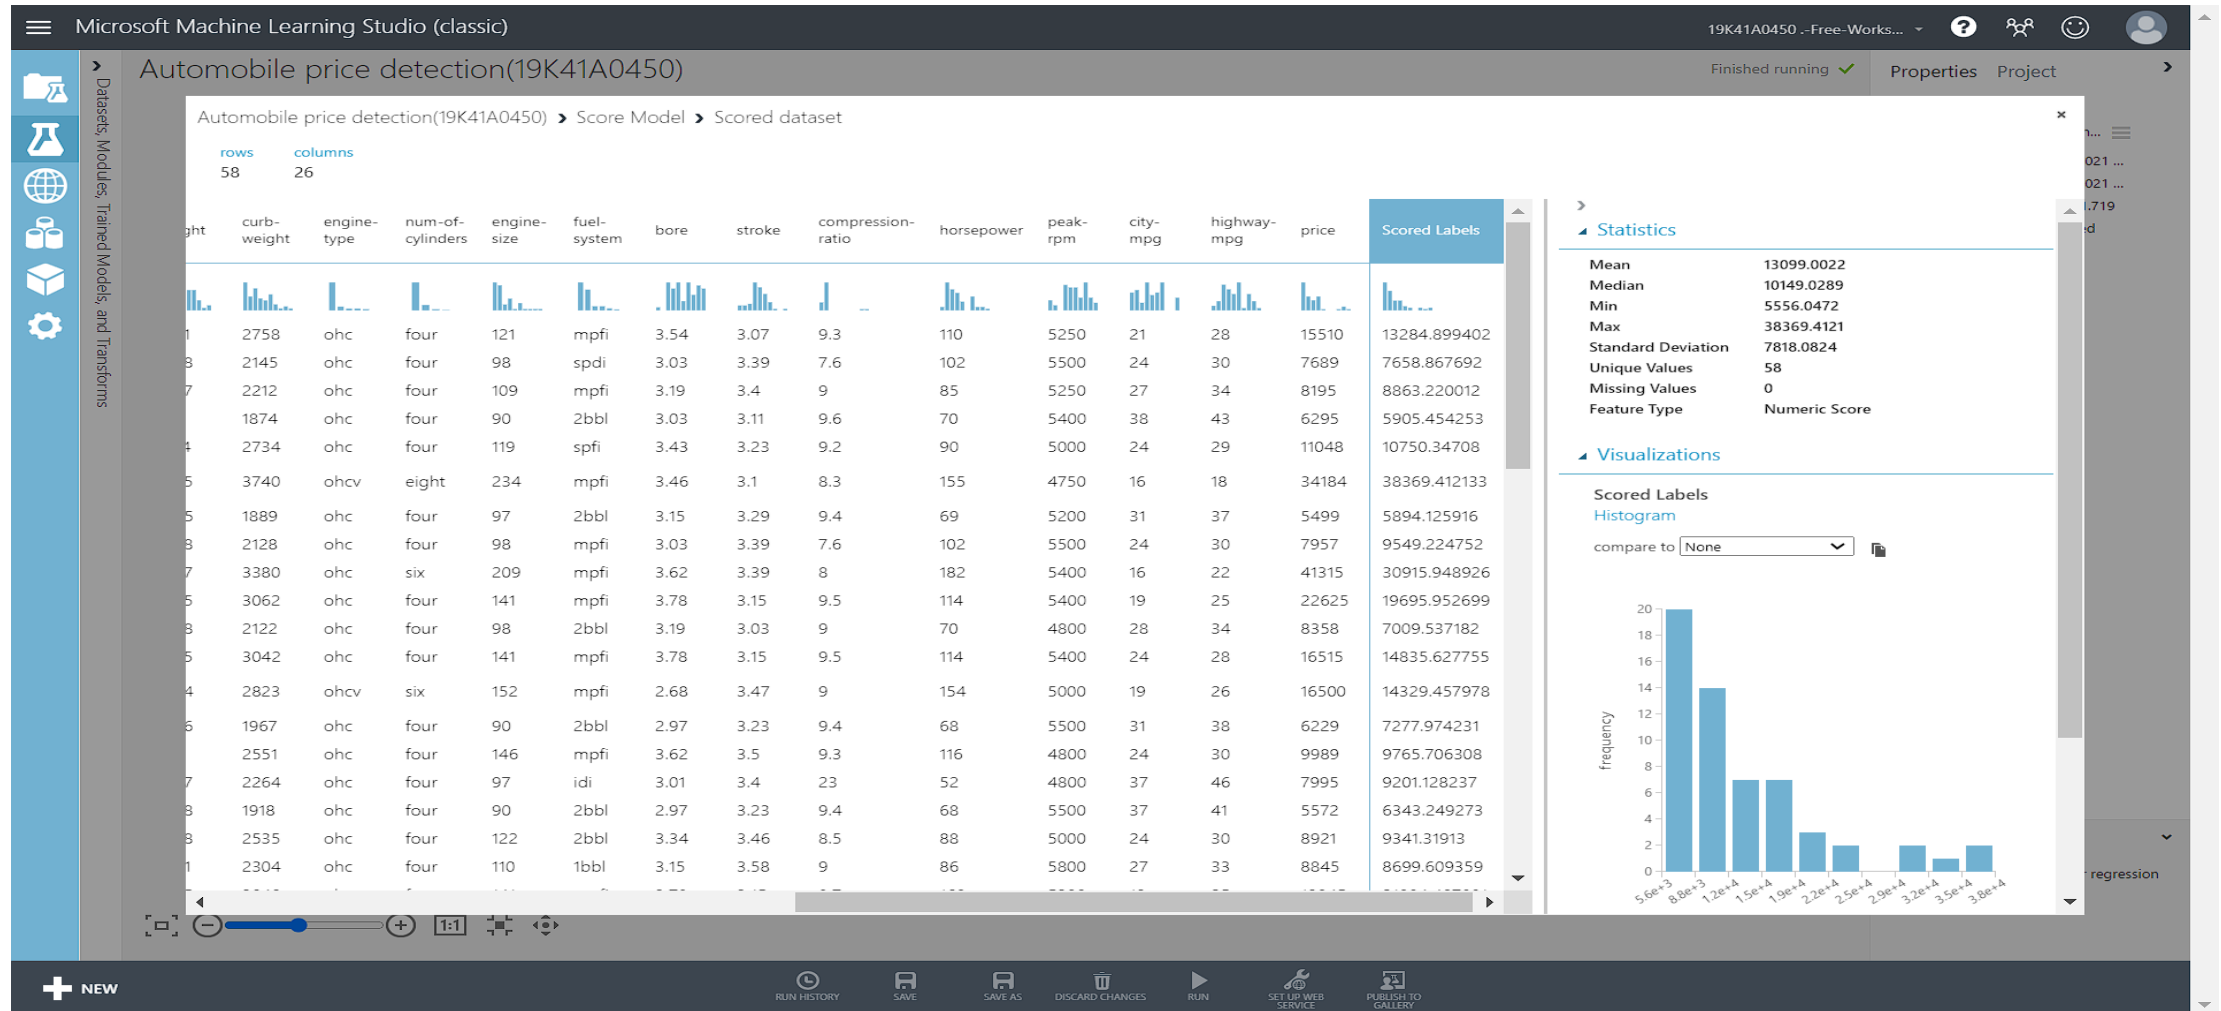 Microsoft Machine Learning Studio (classic)
19K41A0450 .-Free-Works...
Automobile price detection(19K41A0450)
Finished running
Properties Project
Datasets, Modules, Trained Models, and Transforms
Automobile price detection(19K41A0450) Score Model Scored dataset
rows columns
58 26
ght curb-weight engine-type num-of-cylinders engine-size fuel-system bore stroke compression-ratio horsepower peak-rpm city-mpg highway-mpg price Scored Labels
1 2758 ohc four 121 mpfi 3.54 3.07 9.3 110 5250 21 28 15510 13284.899402
8 2145 ohc four 98 spdi 3.03 3.39 7.6 102 5500 24 30 7689 7658.867692
7 2212 ohc four 109 mpfi 3.19 3.4 9 85 5250 27 34 8195 8863.220012
1874 ohc four 90 2bbl 3.03 3.11 9.6 70 5400 38 43 6295 5905.454253
4 2734 ohc four 119 spfi 3.43 3.23 9.2 90 5000 24 29 11048 10750.34708
5 3740 ohcv eight 234 mpfi 3.46 3.1 8.3 155 4750 16 18 34184 38369.412133
5 1889 ohc four 97 2bbl 3.15 3.29 9.4 69 5200 31 37 5499 5894.125916
8 2128 ohc four 98 mpfi 3.03 3.39 7.6 102 5500 24 30 7957 9549.224752
7 3380 ohc six 209 mpfi 3.62 3.39 8 182 5400 16 22 41315 30915.948926
5 3062 ohc four 141 mpfi 3.78 3.15 9.5 114 5400 19 25 22625 19695.952699
8 2122 ohc four 98 2bbl 3.19 3.03 9 70 4800 28 34 8358 7009.537182
5 3042 ohc four 141 mpfi 3.78 3.15 9.5 114 5400 24 28 16515 14835.627755
4 2823 ohcv six 152 mpfi 2.68 3.47 9 154 5000 19 26 16500 14329.457978
6 1967 ohc four 90 2bbl 2.97 3.23 9.4 68 5500 31 38 6229 7277.974231
2551 ohc four 146 mpfi 3.62 3.5 9.3 116 4800 24 30 9989 9765.706308
7 2264 ohc four 97 idi 3.01 3.4 23 52 4800 37 46 7995 9201.128237
8 1918 ohc four 90 2bbl 2.97 3.23 9.4 68 5500 37 41 5572 6343.249273
8 2535 ohc four 122 2bbl 3.34 3.46 8.5 88 5000 24 30 8921 9341.31913
1 2304 ohc four 110 1bbl 3.15 3.58 9 86 5800 27 33 8845 8699.609359
Statistics
Mean 13099.0022
Median 10149.0289
Min 5556.0472
Max 38369.4121
Standard Deviation 7818.0824
Unique Values 58
Missing Values 0
Feature Type Numeric Score
Visualizations
Scored Labels
Histogram
compare to None
frequency
20
18
16
14
12
10
8
6
4
2
0
5.6e+3 8.8e+3 1.2e+4 1.5e+4 1.9e+4 2.2e+4 2.5e+4 2.9e+4 3.2e+4 3.5e+4 3.8e+4
021 ...
021 ...
1.719
regression
1:1
NEW
RUN HISTORY
SAVE
SAVE AS
DISCARD CHANGES
RUN
SET UP WEB
SERVICE
PUBLISH TO
GALLERY